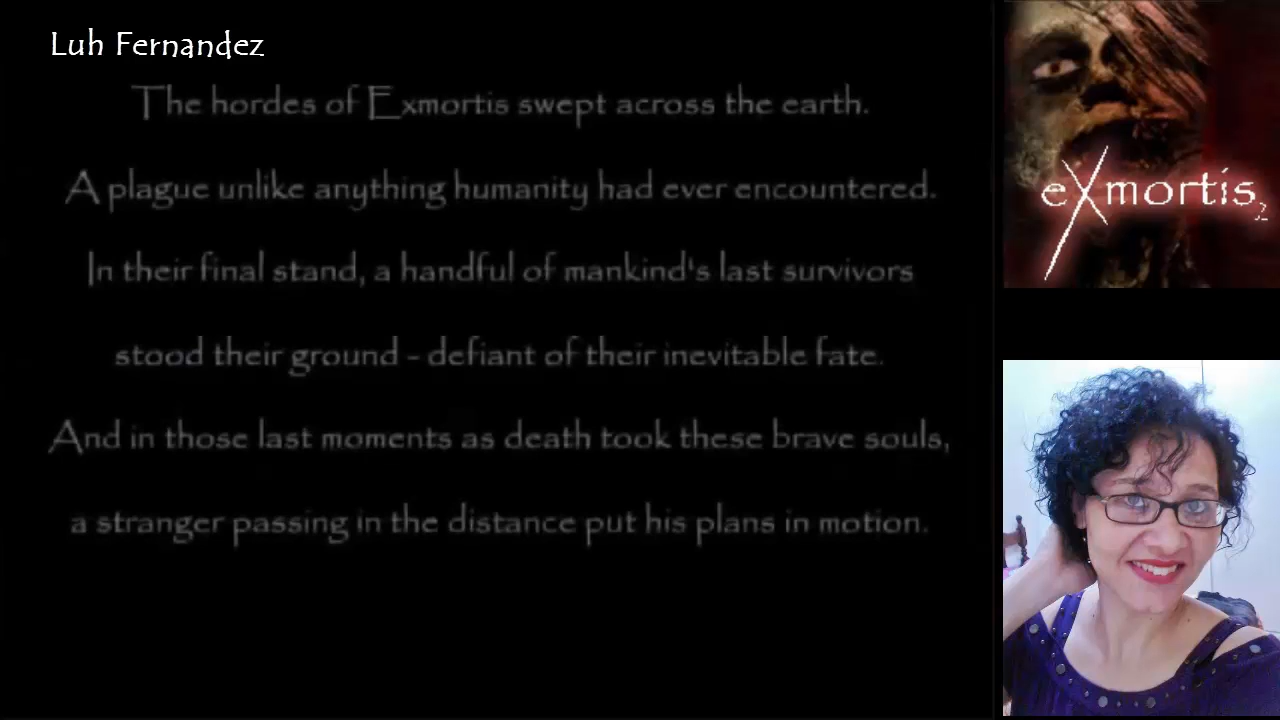 Luh Fernandez
The hordes of Exmortis swept across the earth.
A plague unlike anything humanity had ever encountered.
In their final stand, a handful of mankind's last survivors
stood their ground - defiant of their inevitable fate.
And in those last moments as death took these brave souls,
a stranger passing in the distance put his plans in motion.
eXmortis
2